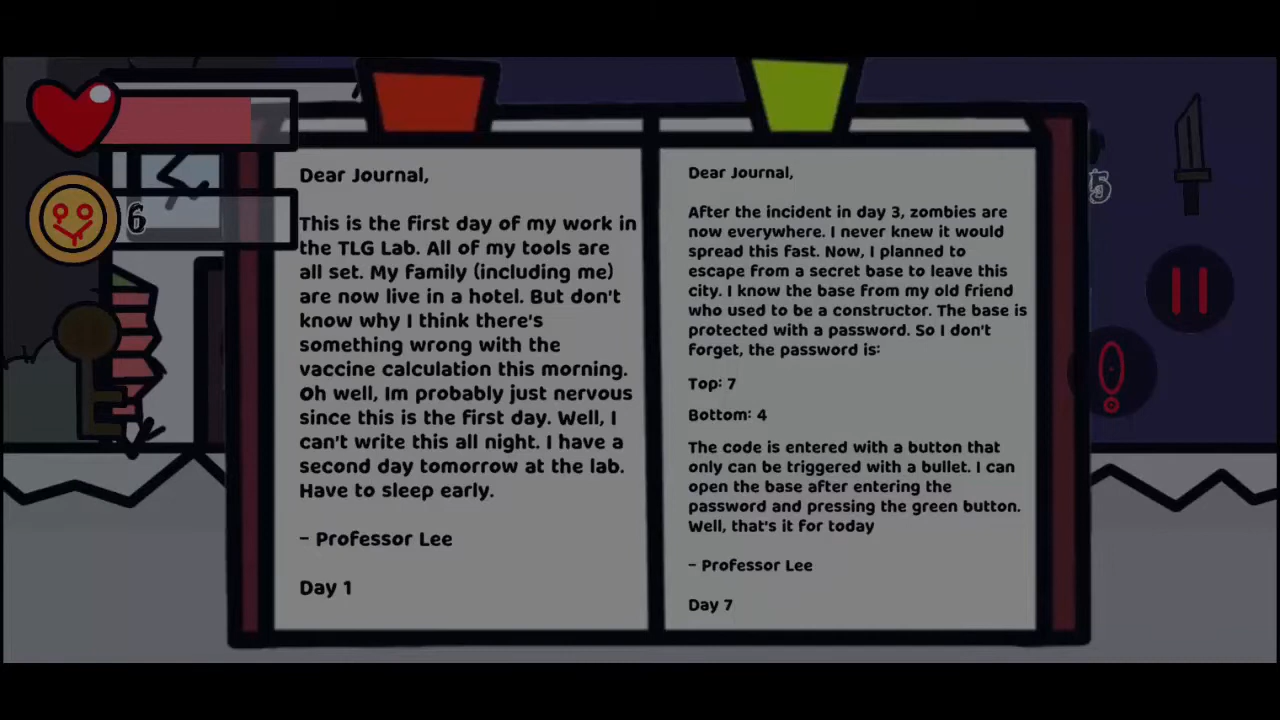 6
5
Dear Journal,
This is the first day of my work in
the TLG Lab. All of my tools are
all set. My family (including me)
are now live in a hotel. But don't
know why I think there's
something wrong with the
vaccine calculation this morning.
Oh well, Im probably just nervous
since this is the first day. Well, I
can't write this all night. I have a
second day tomorrow at the lab.
Have to sleep early.
- Professor Lee
Day 1
Dear Journal,
After the incident in day 3, zombies are
now everywhere. I never knew it would
spread this fast. Now, I planned to
escape from a secret base to leave this
city. I know the base from my old friend
who used to be a constructor. The base is
protected with a password. So I don't
forget, the password is:
Top: 7
Bottom: 4
The code is entered with a button that
only can be triggered with a bullet. I can
open the base after entering the
password and pressing the green button.
Well, that's it for today
- Professor Lee
Day 7